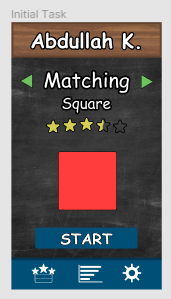 Initial Task
Abdullah K.
Matching
Square
START